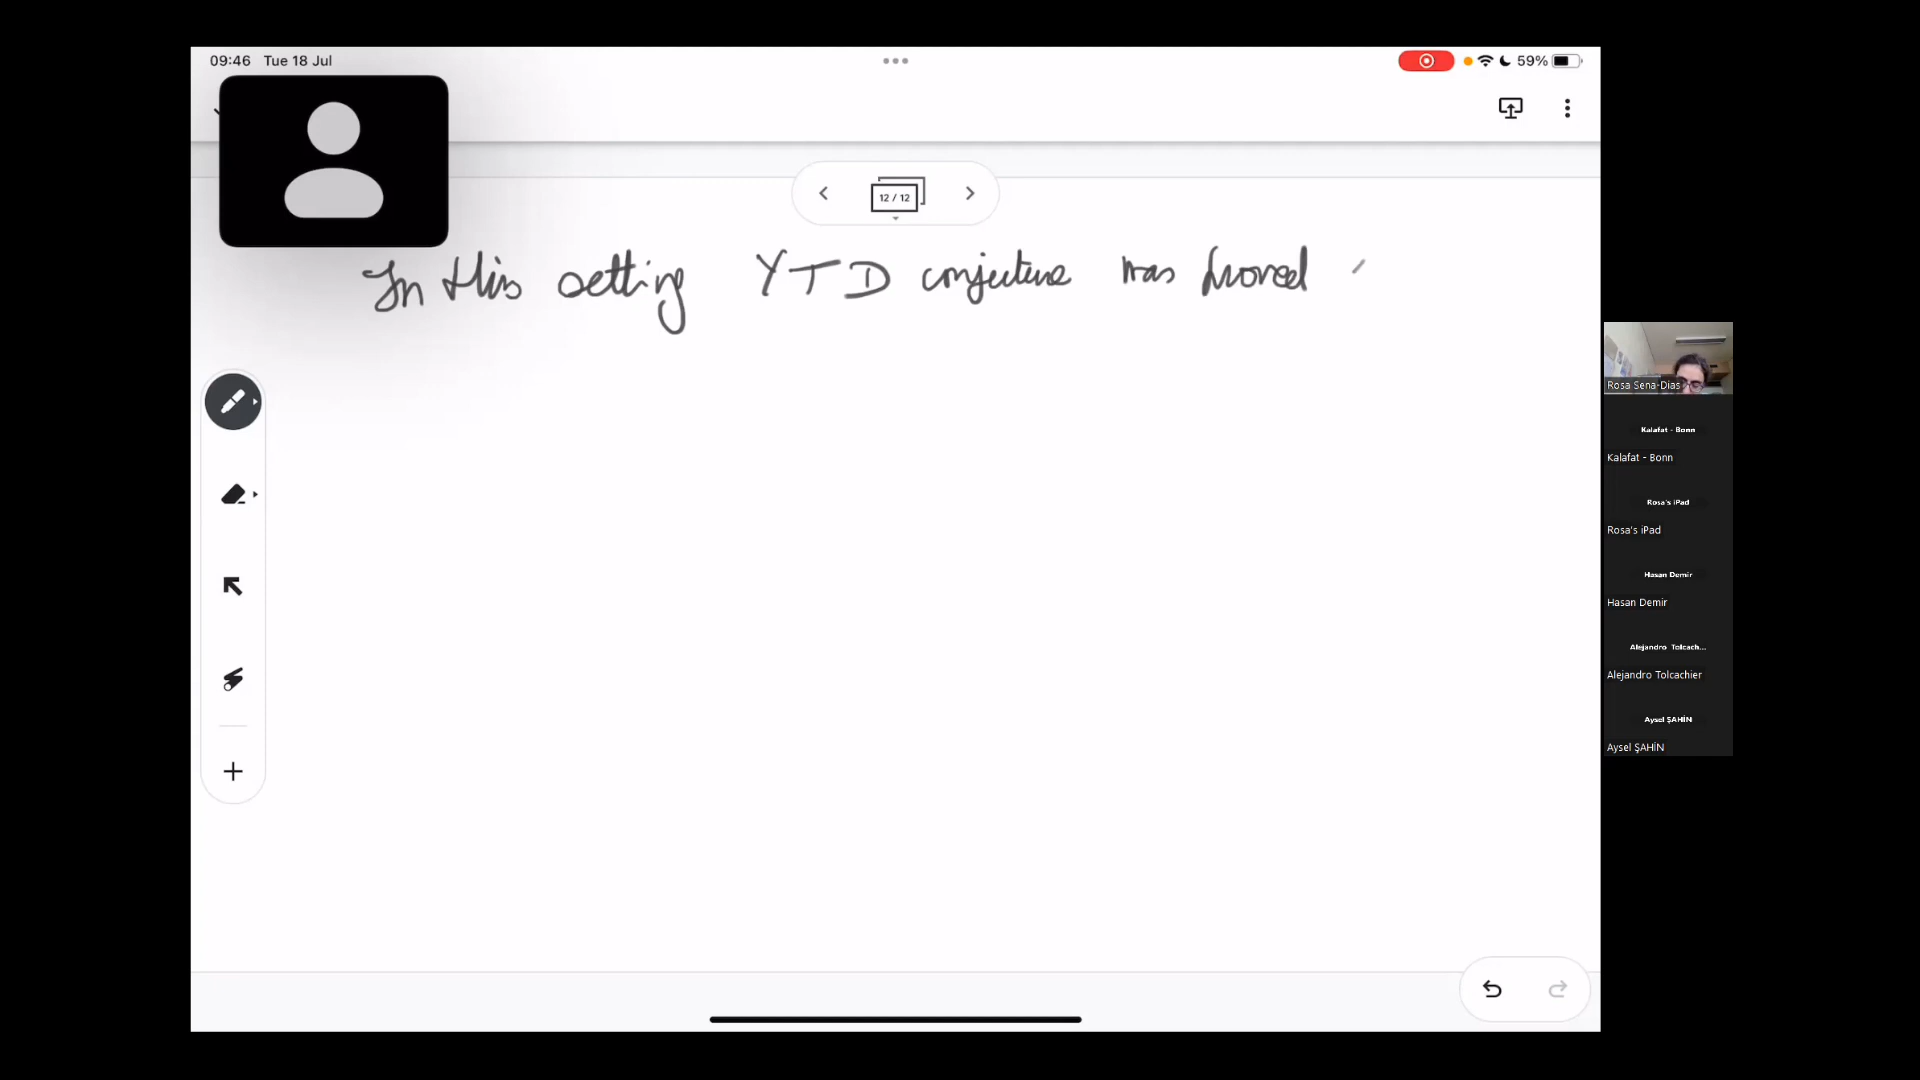 09:46 Tue 18 Jul
59%
12 / 12
In this setting YTD conjecture was proved
Rosa Sena-Dias
Kalafat - Bonn
Kalafat - Bonn
Rosa's iPad
Rosa's iPad
Hasan Demir
Hasan Demir
Alejandro Tolcach...
Alejandro Tolcachier
Aysel ŞAHİN
Aysel ŞAHİN